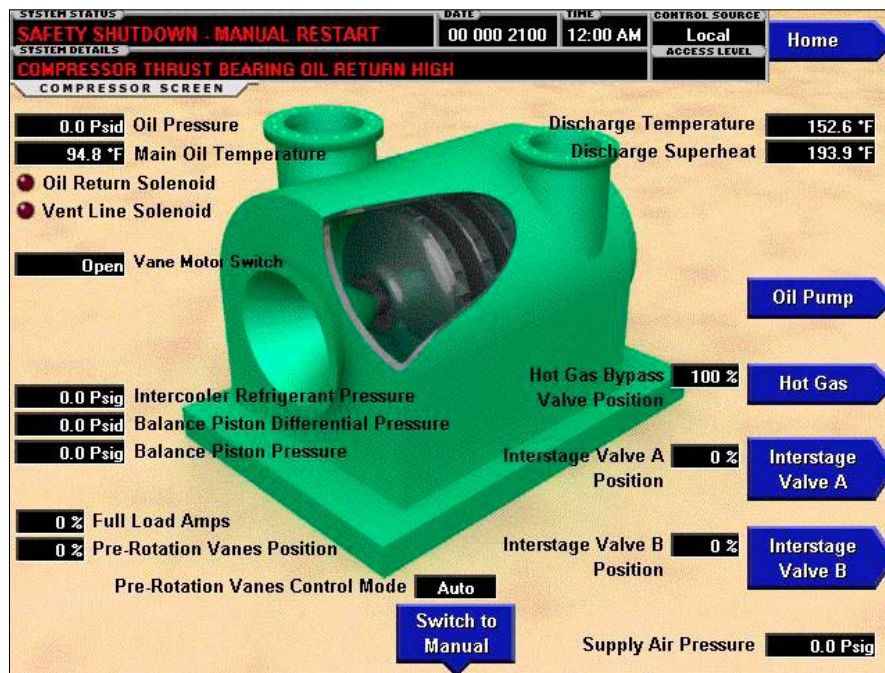 SYSTEM STATUS
SAFETY SHUTDOWN - MANUAL RESTART
DATE
00 000 2100
TIME
12:00 AM
CONTROL SOURCE
Local
Home
SYSTEM DETAILS
COMPRESSOR THRUST BEARING OIL RETURN HIGH
ACCESS LEVEL
COMPRESSOR SCREEN
0.0 Psid Oil Pressure
94.8 °F Main Oil Temperature
Oil Return Solenoid
Vent Line Solenoid
Open Vane Motor Switch
Discharge Temperature 152.6 °F
Discharge Superheat 193.9 °F
Oil Pump
0.0 Psig Intercooler Refrigerant Pressure
0.0 Psid Balance Piston Differential Pressure
0.0 Psig Balance Piston Pressure
Hot Gas Bypass 100 %
Valve Position
Hot Gas
Interstage Valve A 0 %
Position
Interstage
Valve A
0 % Full Load Amps
0 % Pre-Rotation Vanes Position
Interstage Valve B 0 %
Position
Interstage
Valve B
Pre-Rotation Vanes Control Mode Auto
Switch to
Manual
Supply Air Pressure 0.0 Psig